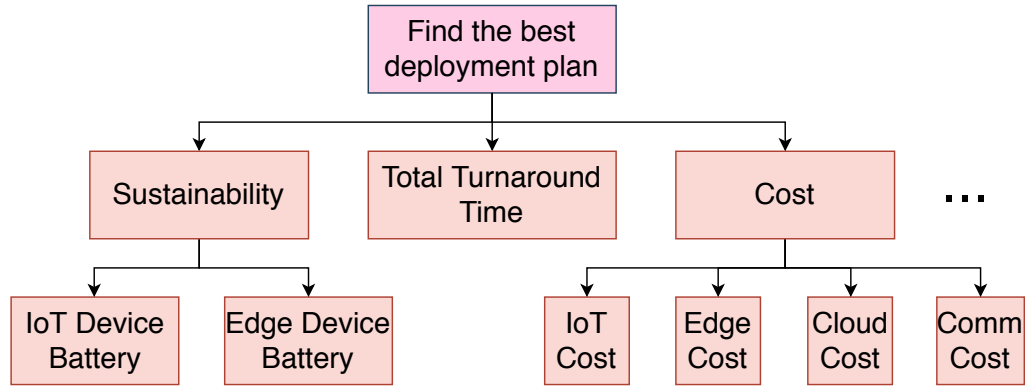 Find the best
deployment plan
Sustainability
Total Turnaround
Time
Cost
...
IoT Device
Battery
Edge Device
Battery
IoT
Cost
Edge
Cost
Cloud
Cost
Comm
Cost